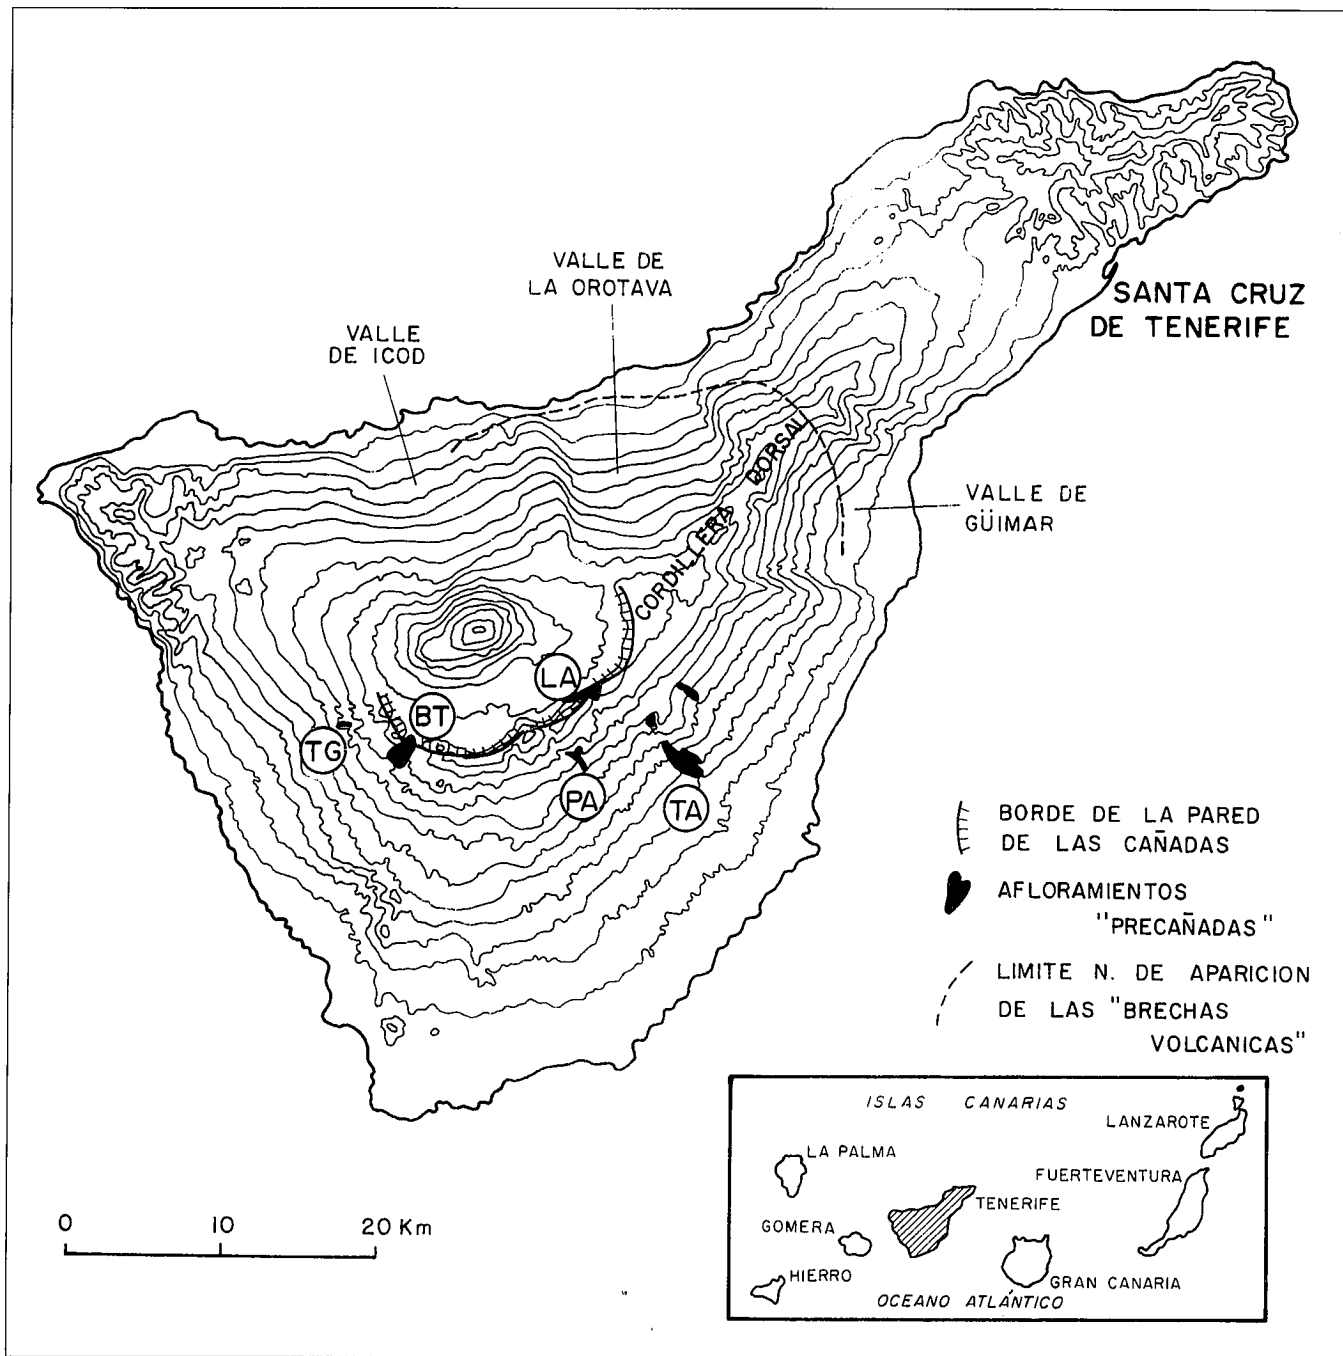 VALLE DE
LA OROTAVA
VALLE
DE ICOD
SANTA CRUZ
DE TENERIFE
CORDILLERA DORSAL
VALLE DE
GÜIMAR
LA
BT
TG
PA
TA
BORDE DE LA PARED
DE LAS CAÑADAS
AFLORAMIENTOS
"PRECAÑADAS"
LIMITE N. DE APARICION
DE LAS "BRECHAS
VOLCANICAS"
ISLAS CANARIAS
LANZAROTE
LA PALMA
FUERTEVENTURA
TENERIFE
GOMERA
HIERRO
GRAN CANARIA
OCEANO ATLÁNTICO
0 10 20 Km